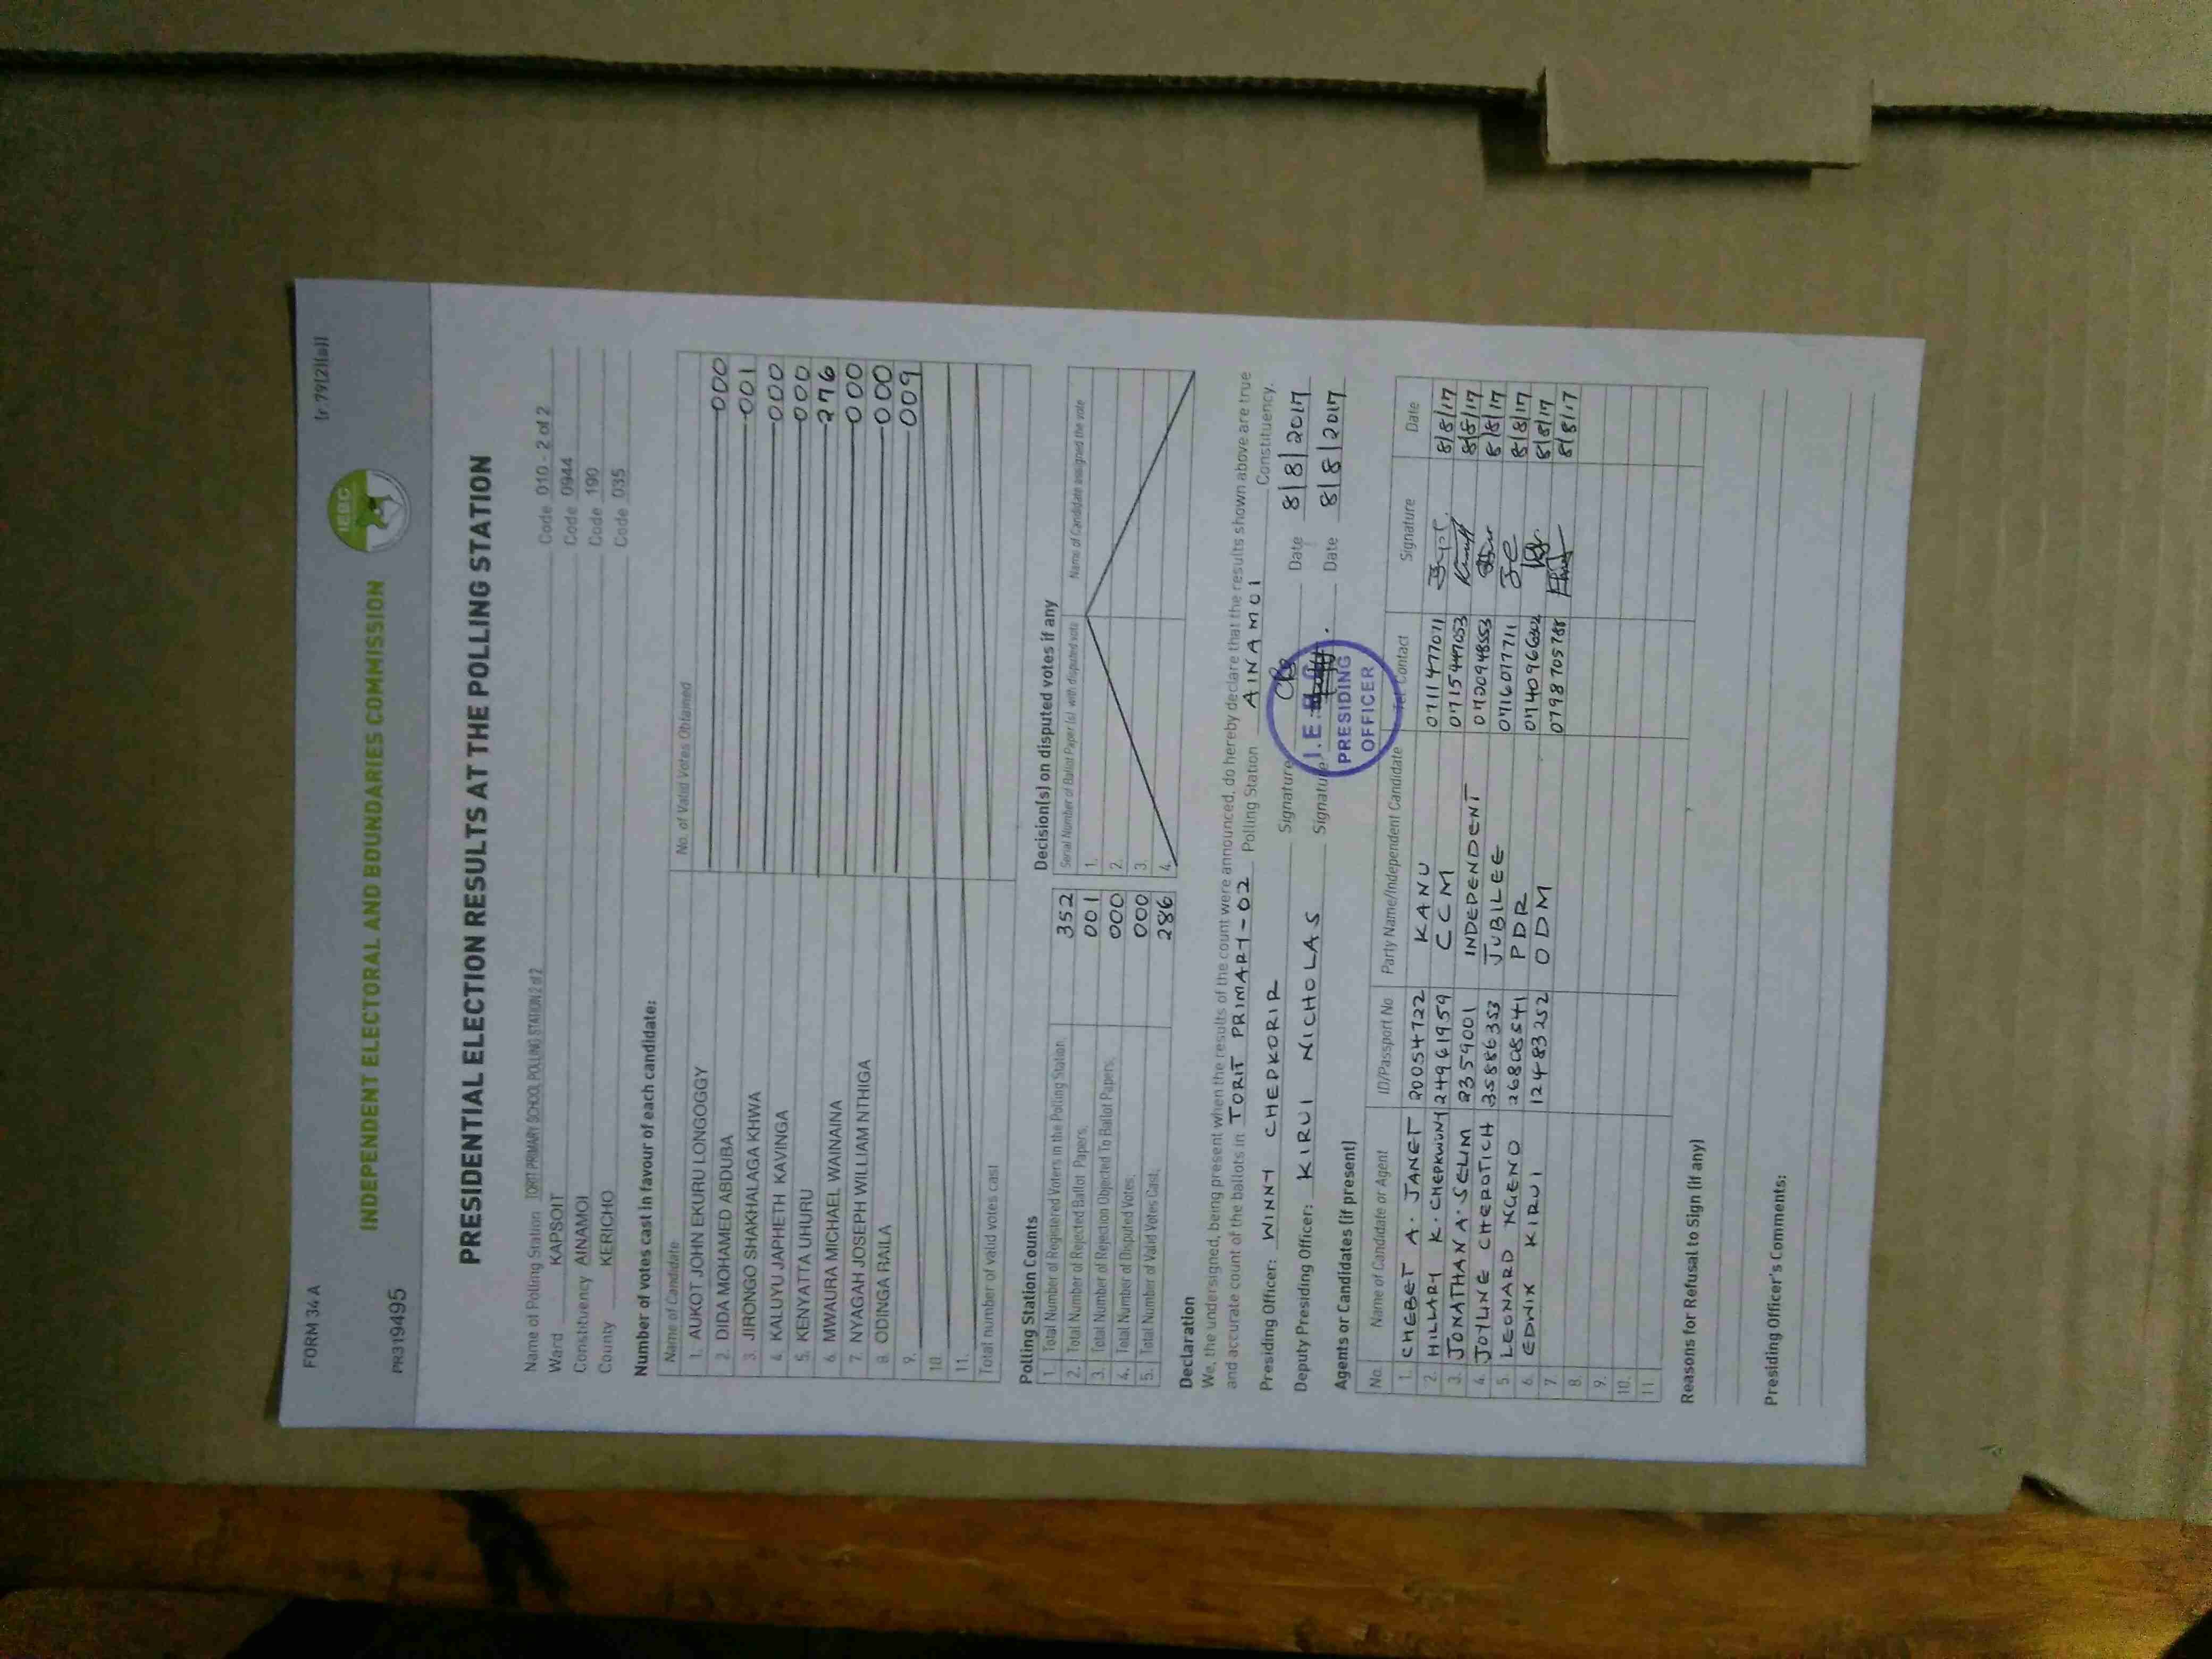 FORM 34 A
[r.79(2)(a)]
INDEPENDENT ELECTORAL AND BOUNDARIES COMMISSION
IEBC
PR319495
PRESIDENTIAL ELECTION RESULTS AT THE POLLING STATION
Name of Polling Station TORIT PRIMARY SCHOOL POLLING STATION 2 of 2 Code 010 - 2 of 2
Ward KAPSOIT Code 0944
Constituency AINAMOI Code 190
County KERICHO Code 035
Number of votes cast in favour of each candidate:
Name of Candidate No. of Valid Votes Obtained
1. AUKOT JOHN EKURU LONGOGGY 000
2. DIDA MOHAMED ABDUBA 001
3. JIRONGO SHAKHALAGA KHWA 000
4. KALUYU JAPHETH KAVINGA 000
5. KENYATTA UHURU 276
6. MWAURA MICHAEL WAINAINA 000
7. NYAGAH JOSEPH WILLIAM NTHIGA 000
8. ODINGA RAILA 009
9.
10.
11.
Total number of valid votes cast
Polling Station Counts
1. Total Number of Registered Voters in the Polling Station 352
2. Total Number of Rejected Ballot Papers. 001
3. Total Number of Rejection Objected To Ballot Papers. 000
4. Total Number of Disputed Votes; 000
5. Total Number of Valid Votes Cast; 286
Decision(s) on disputed votes if any
Serial Number of Ballot Paper (s) with disputed vote Name of Candidate assigned the vote
1.
2.
3.
4.
Declaration
We, the undersigned, being present when the results of the count were announced, do hereby declare that the results shown above are true
and accurate count of the ballots in TORIT PRIMARY-02 Polling Station AINAMOI Constituency.
Presiding Officer: WINNY CHEPKORIR Signature Date 8/8/2017
Deputy Presiding Officer: KIRUI NICHOLAS Signature Date 8/8/2017
PRESIDING
OFFICER
Agents or Candidates (if present)
No. Name of Candidate or Agent ID/Passport No Party Name/Independent Candidate Tel. Contact Signature Date
1. CHEBET A. JANET 20054722 KANU 0711477011 8/8/17
2. HILLARY K. CHEPKWONY 24961959 CCM 0715447053 8/8/17
3. JONATHAN A. SELIM 8359001 INDEPENDENT 0720948553 8/8/17
4. JOYLINE CHEROTICH 35886353 JUBILEE 0716077711 8/8/17
5. LEONARD NGENO 26808541 PDR 8/8/17
6. EDWIK KIRUI 12483252 ODM 0798705788 8/8/17
7.
8.
9.
10.
11.
Reasons for Refusal to Sign (if any)
Presiding Officer's Comments: